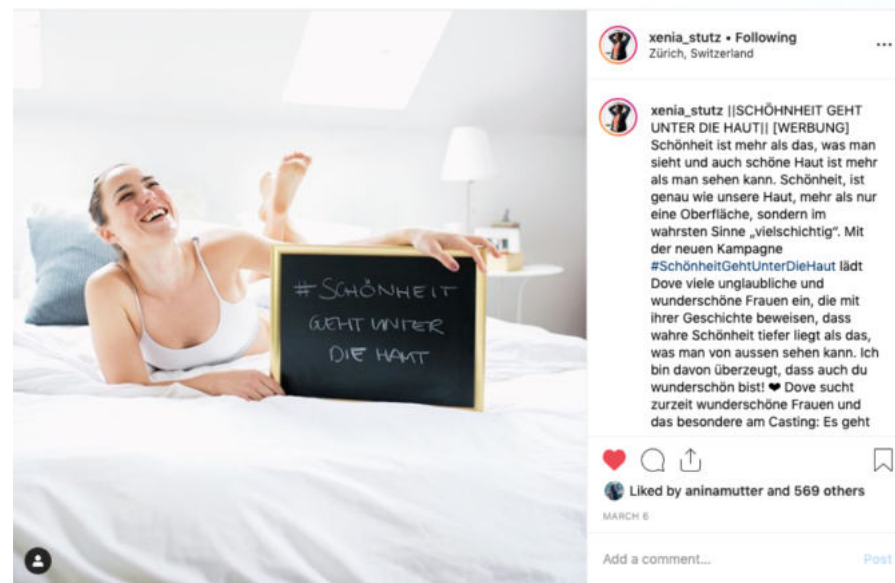 xenia_stutz • Following
Zürich, Switzerland
xenia_stutz ||SCHÖHNHEIT GEHT
UNTER DIE HAUT|| [WERBUNG]
Schönheit ist mehr als das, was man
sieht und auch schöne Haut ist mehr
als man sehen kann. Schönheit, ist
genau wie unsere Haut, mehr als nur
eine Oberfläche, sondern im
wahrsten Sinne „vielschichtig“. Mit
der neuen Kampagne
#SchönheitGehtUnterDieHaut lädt
Dove viele unglaubliche und
wunderschöne Frauen ein, die mit
ihrer Geschichte beweisen, dass
wahre Schönheit tiefer liegt als das,
was man von aussen sehen kann. Ich
bin davon überzeugt, dass auch du
wunderschön bist! ❤ Dove sucht
zurzeit wunderschöne Frauen und
das besondere am Casting: Es geht
Liked by aninamutter and 569 others
MARCH 6
Add a comment...
Post
#SCHÖNHEIT
GEHT UNTER
DIE HAUT